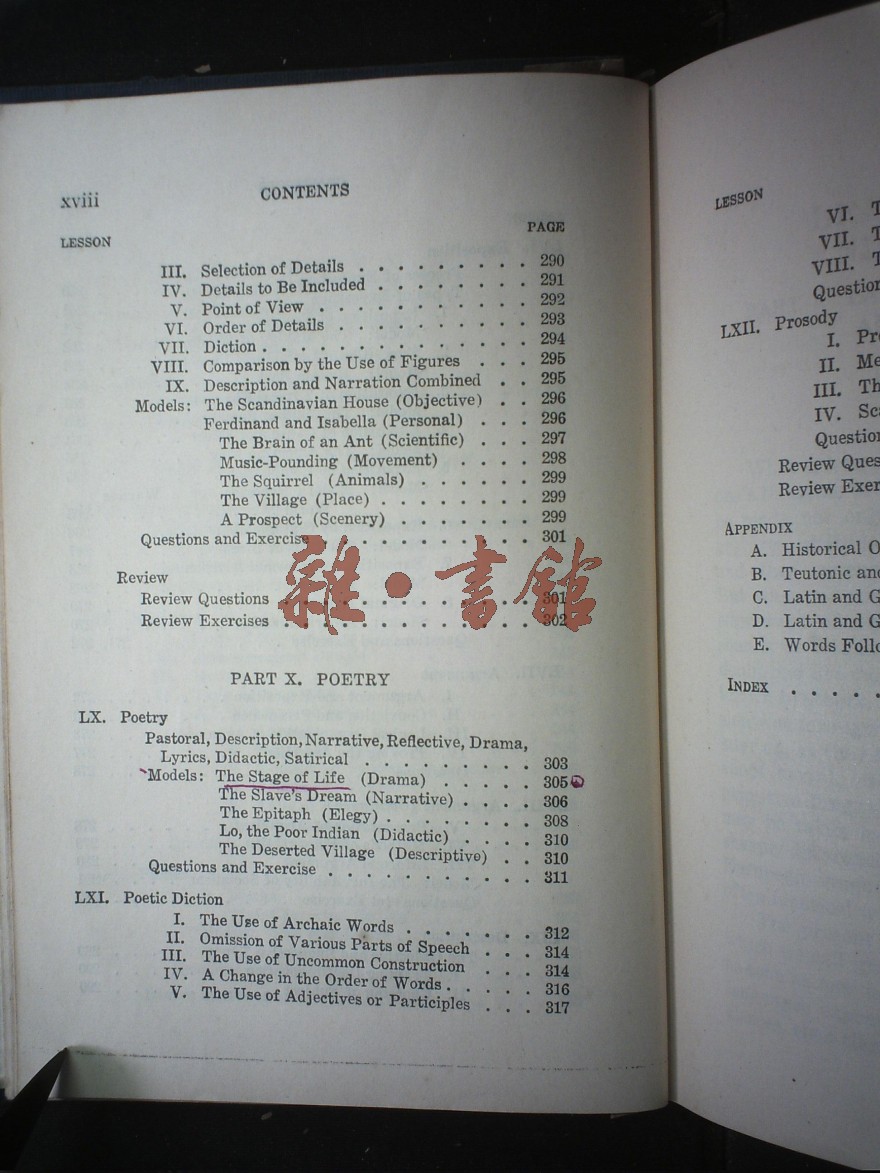 xviii CONTENTS
LESSON PAGE
III. Selection of Details . . . . . . . . . 290
IV. Details to Be Included . . . . . . . . 291
V. Point of View . . . . . . . . . . . 292
VI. Order of Details . . . . . . . . . . 293
VII. Diction . . . . . . . . . . . . . . 294
VIII. Comparison by the Use of Figures . . . 295
IX. Description and Narration Combined . . 295
Models: The Scandinavian House (Objective) . . 296
Ferdinand and Isabella (Personal) . . . 296
The Brain of an Ant (Scientific) . . . 297
Music-Pounding (Movement) . . . . 298
The Squirrel (Animals) . . . . . . 299
The Village (Place) . . . . . . . . 299
A Prospect (Scenery) . . . . . . . 299
Questions and Exercise . . . . . . . . . . . 301
雜·書館
Review
Review Questions . . . . . . . . . . . . . 301
Review Exercises . . . . . . . . . . . . . 302
PART X. POETRY
LX. Poetry
Pastoral, Description, Narrative, Reflective, Drama,
Lyrics, Didactic, Satirical . . . . . . . . . 303
Models: The Stage of Life (Drama) . . . . . 305
The Slave's Dream (Narrative) . . . . 306
The Epitaph (Elegy) . . . . . . . . 308
Lo, the Poor Indian (Didactic) . . . . 310
The Deserted Village (Descriptive) . . 310
Questions and Exercise . . . . . . . . . . . 311
LXI. Poetic Diction
I. The Use of Archaic Words . . . . . . . 312
II. Omission of Various Parts of Speech . . . 314
III. The Use of Uncommon Construction . . . 314
IV. A Change in the Order of Words . . . . . 316
V. The Use of Adjectives or Participles . . . 317
LESSON
VI. T
VII. T
VIII. T
Question
LXII. Prosody
I. Pr
II. Me
III. Th
IV. Sca
Question
Review Ques
Review Exer
APPENDIX
A. Historical O
B. Teutonic and
C. Latin and G
D. Latin and G
E. Words Follo
INDEX . . . . .